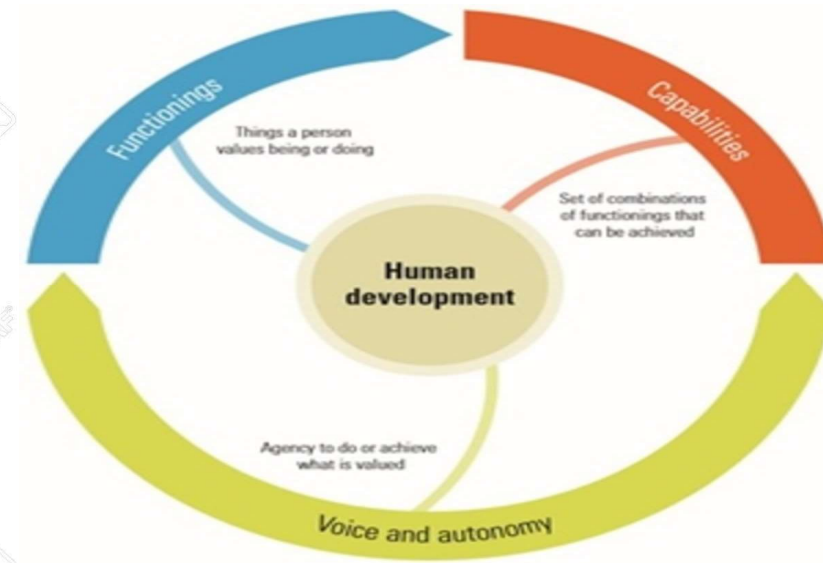 Functionings
Things a person
values being or doing
Capabilities
Set of combinations
of functionings that
can be achieved
Human
development
Agency to do or achieve
what is valued
Voice and autonomy